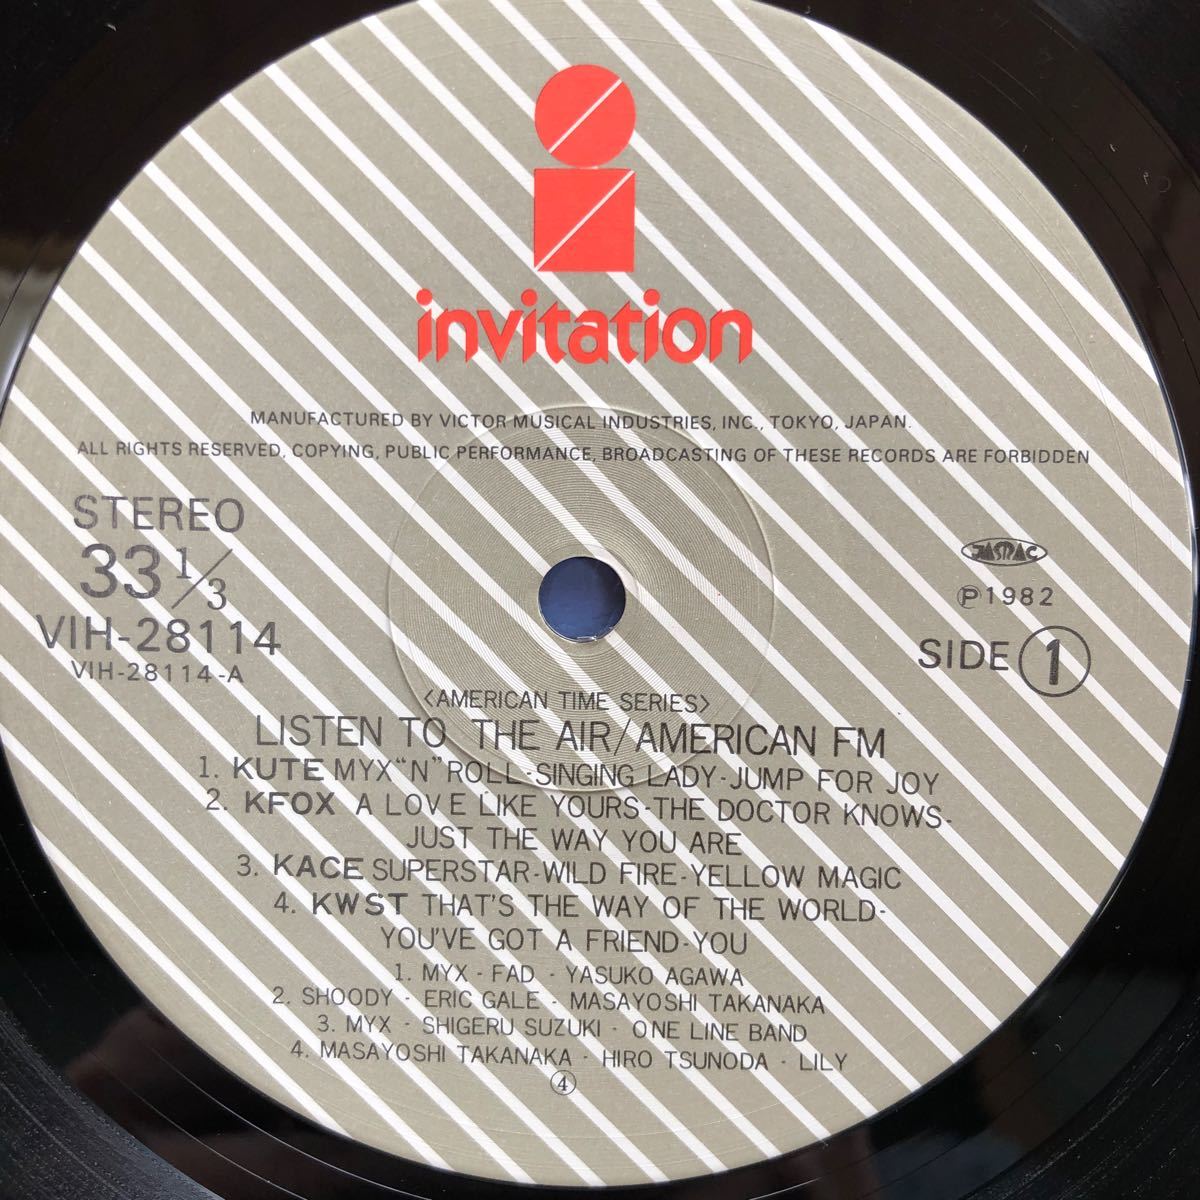 invitation
MANUFACTURED BY VICTOR MUSICAL INDUSTRIES, INC., TOKYO, JAPAN.
ALL RIGHTS RESERVED, COPYING, PUBLIC PERFORMANCE, BROADCASTING OF THESE RECORDS ARE FORBIDDEN
STEREO
33 1/3
VIH-28114
VIH-28114-A
JASRAC
Ⓟ1982
SIDE ①
<AMERICAN TIME SERIES>
LISTEN TO THE AIR/AMERICAN FM
1. KUTE MYX"N"ROLL-SINGING LADY-JUMP FOR JOY
2. KFOX A LOVE LIKE YOURS-THE DOCTOR KNOWS-
JUST THE WAY YOU ARE
3. KACE SUPERSTAR-WILD FIRE-YELLOW MAGIC
4. KWST THAT'S THE WAY OF THE WORLD-
YOU'VE GOT A FRIEND-YOU
1. MYX - FAD - YASUKO AGAWA
2. SHOODY - ERIC GALE - MASAYOSHI TAKANAKA
3. MYX - SHIGERU SUZUKI - ONE LINE BAND
4. MASAYOSHI TAKANAKA - HIRO TSUNODA - LILY
④